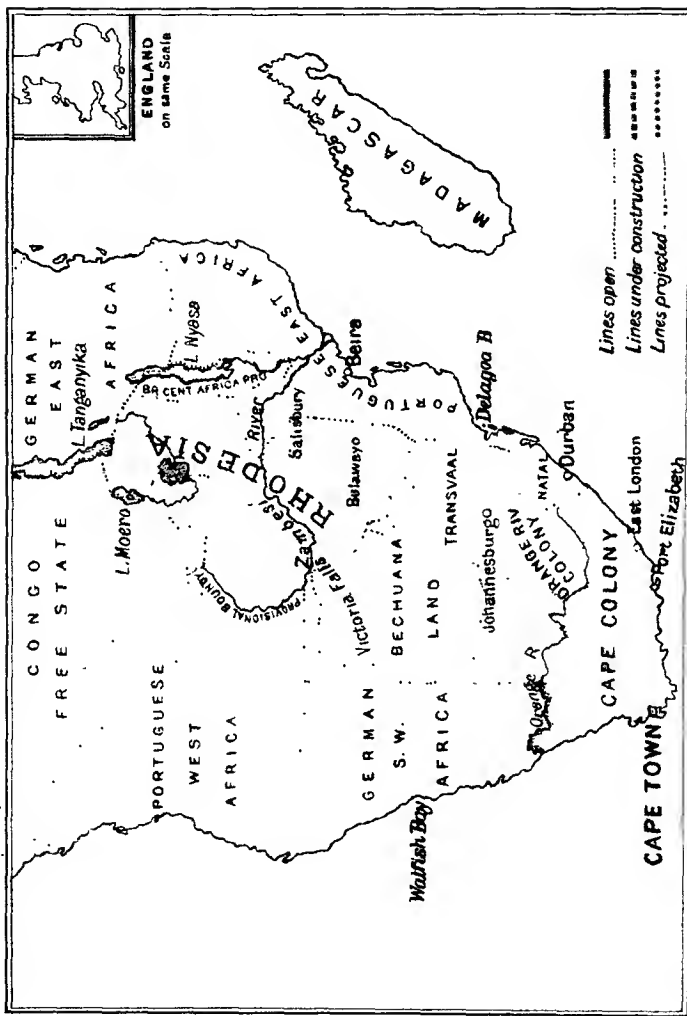 ENGLAND
on same Scale
CONGO
FREE STATE
GERMAN
EAST
AFRICA
L. Tanganyika
L. Moero
L. Nyasa
BR CENT AFRICA PRO
PORTUGUESE EAST AFRICA
MADAGASCAR
RHODESIA
PORTUGUESE
WEST
AFRICA
PROVISIONAL BOUNDY
Zambesi River
Victoria Falls
Salisbury
Bulawayo
Beira
GERMAN
S. W.
AFRICA
BECHUANA
LAND
TRANSVAAL
PORTUGUESE
Delagoa B
Walfish Bay
Johannesburgo
Orange R
ORANGE RIV
COLONY
NATAL
Durban
CAPE COLONY
East London
Port Elizabeth
CAPE TOWN
Lines open
Lines under construction
Lines projected